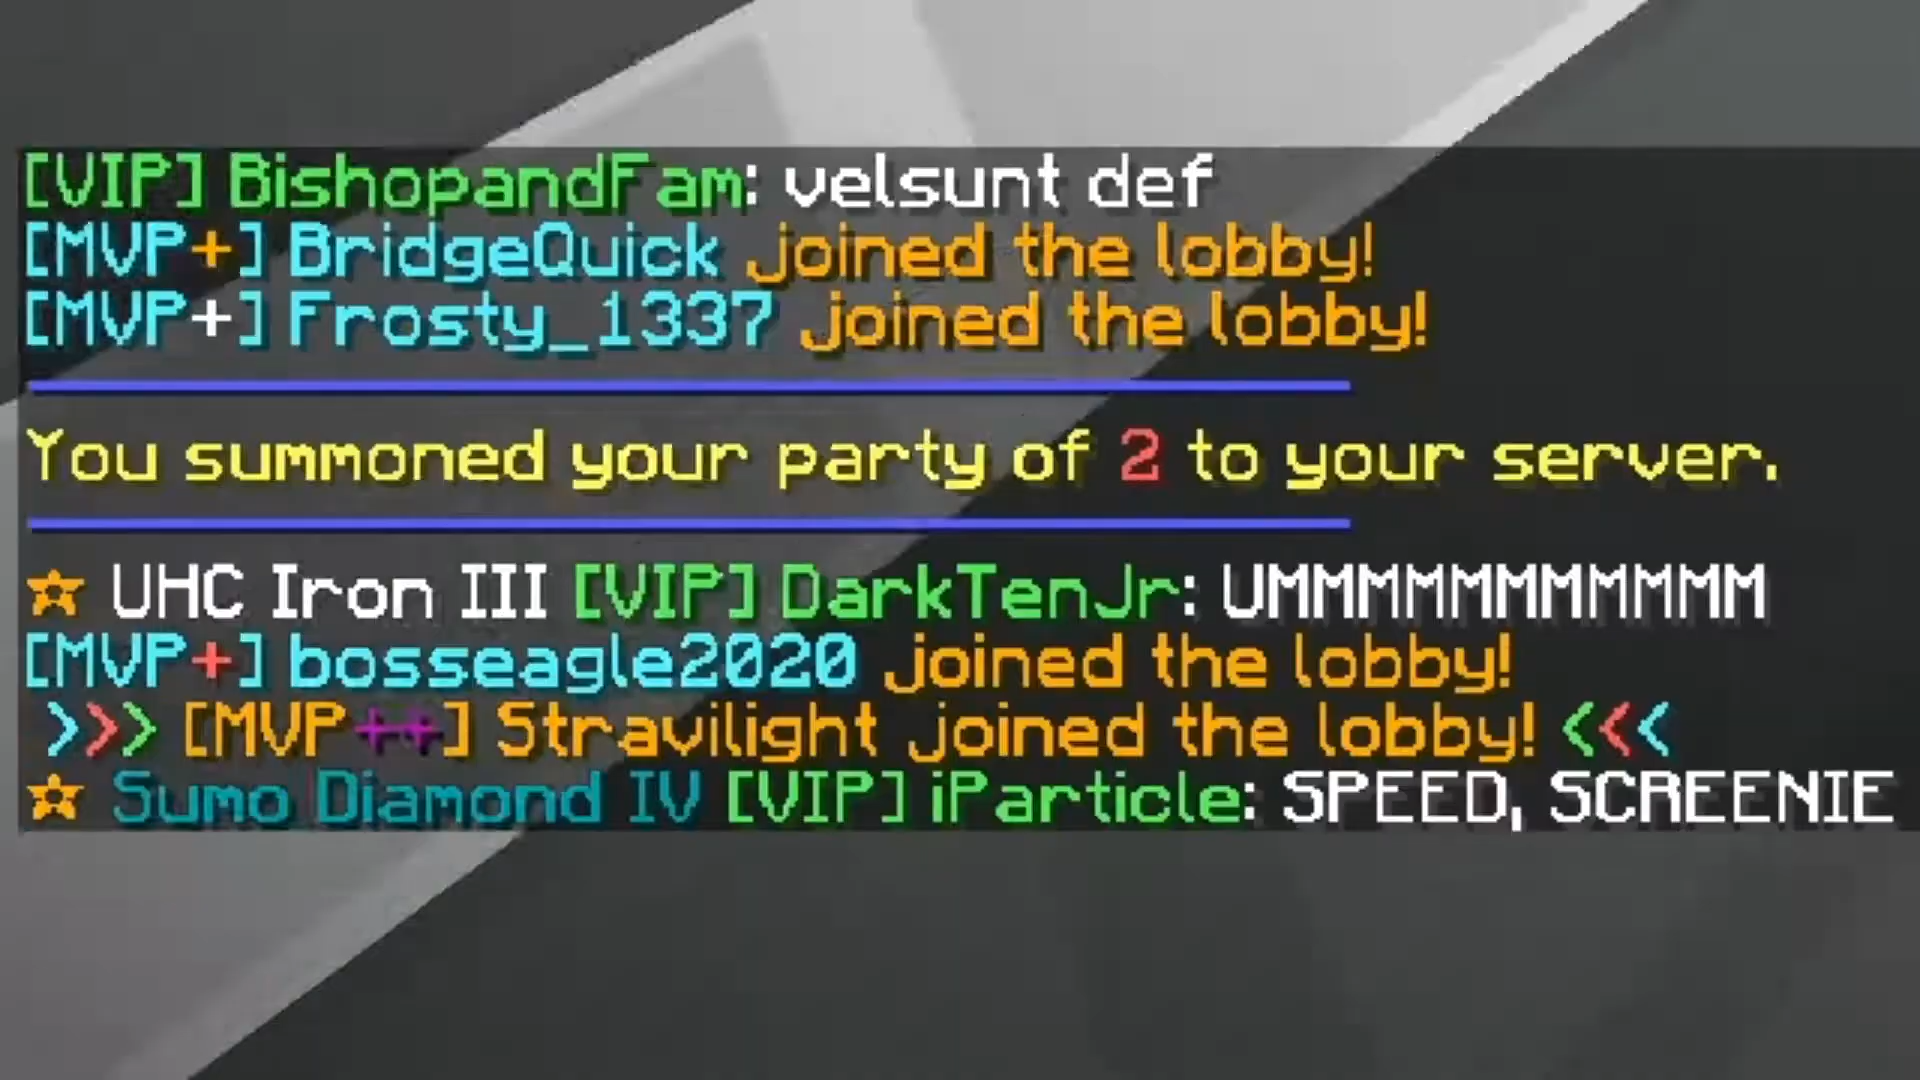 [VIP] BishopandFam: velsunt def
[MVP+] BridgeQuick joined the lobby!
[MVP+] Frosty_1337 joined the lobby!
You summoned your party of 2 to your server.
✫ UHC Iron III [VIP] DarkTenJr: UMMMMMMMMMMMM
[MVP+] bosseagle2020 joined the lobby!
>>> [MVP++] Stravilight joined the lobby! <<<
✫ Sumo Diamond IV [VIP] iParticle: SPEED, SCREENIE